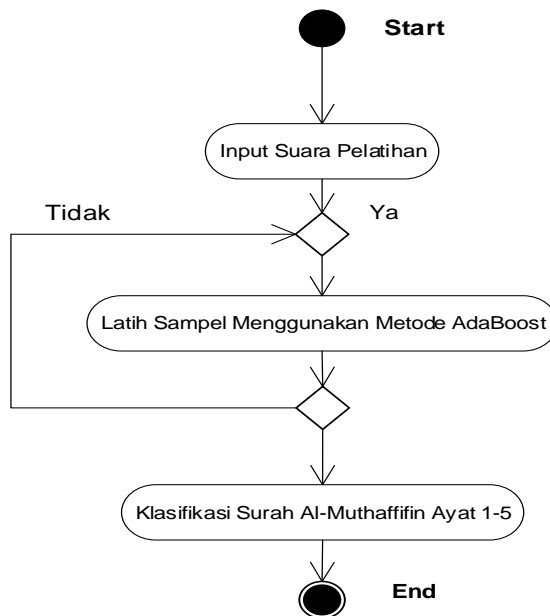 Start
Input Suara Pelatihan
Tidak
Ya
Latih Sampel Menggunakan Metode AdaBoost
Klasifikasi Surah Al-Muthaffifin Ayat 1-5
End